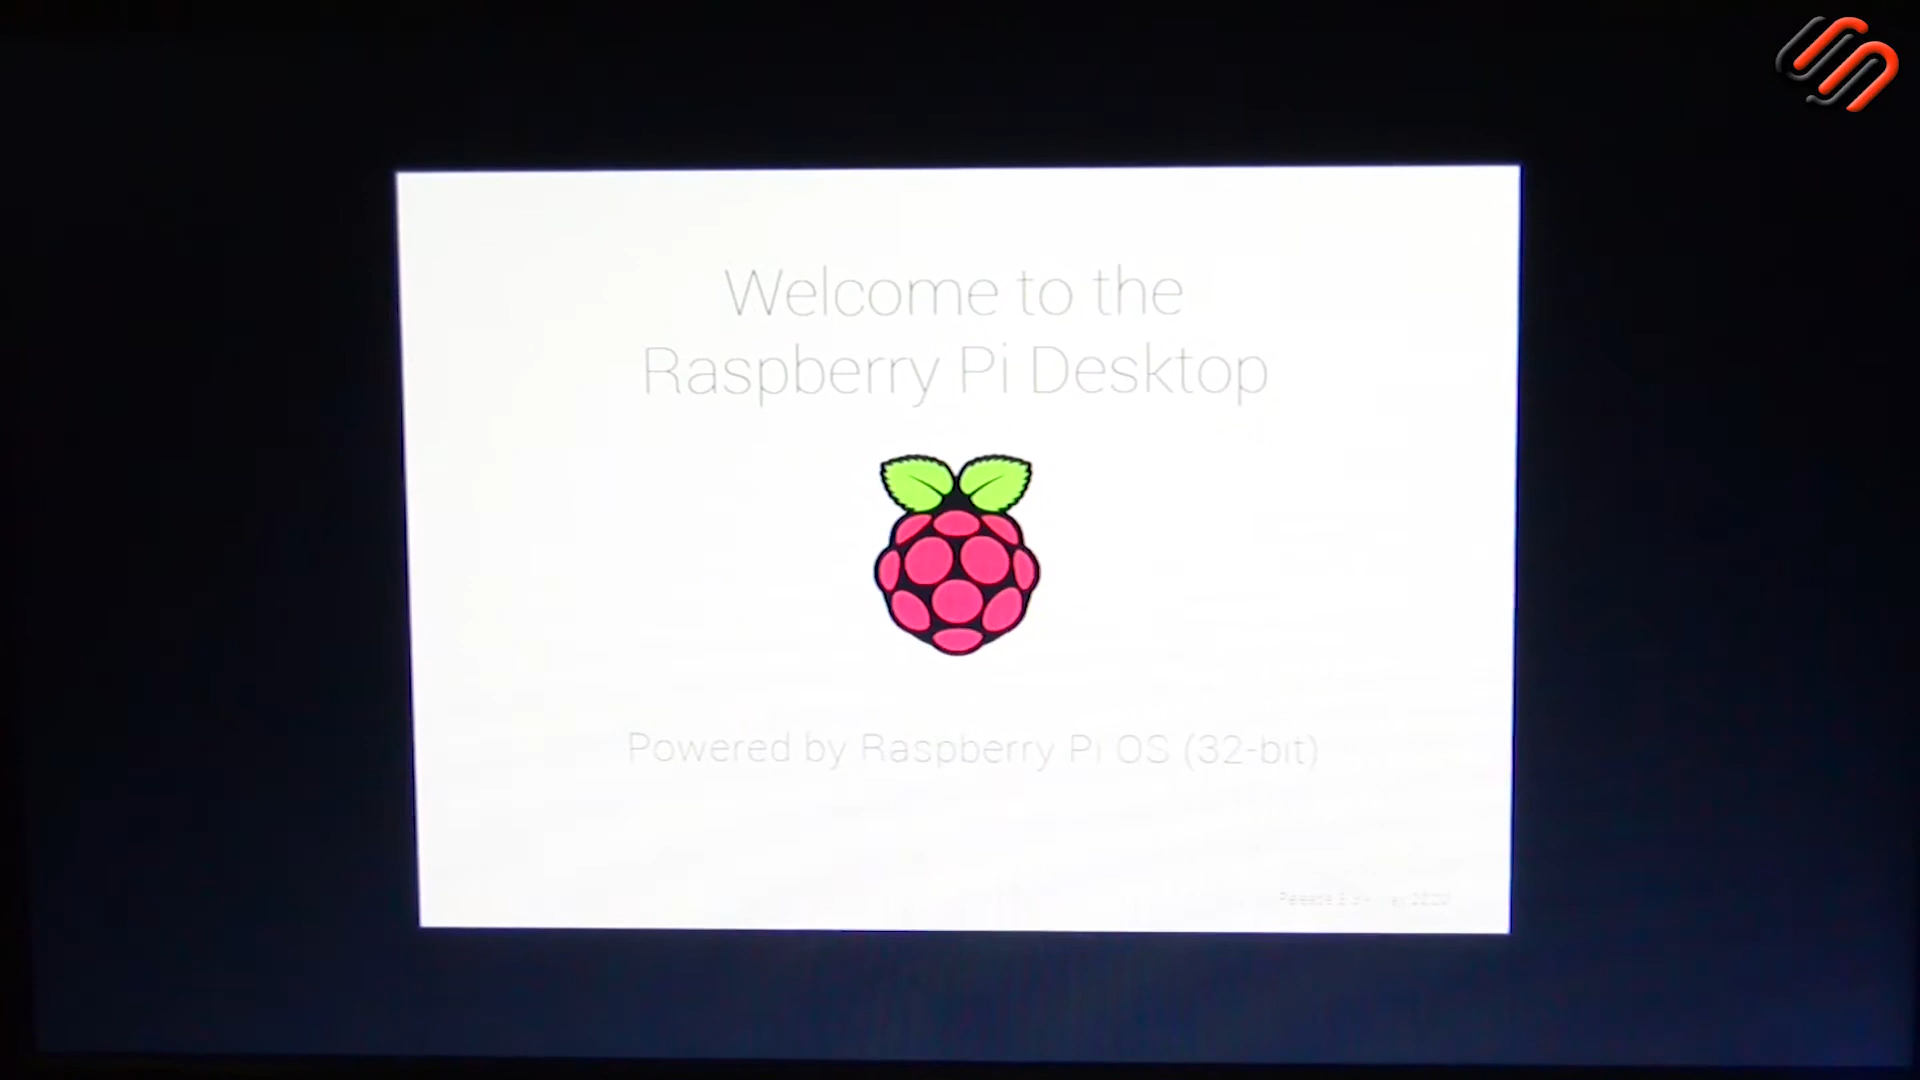 Welcome to the
Raspberry Pi Desktop
Powered by Raspberry Pi OS (32-bit)